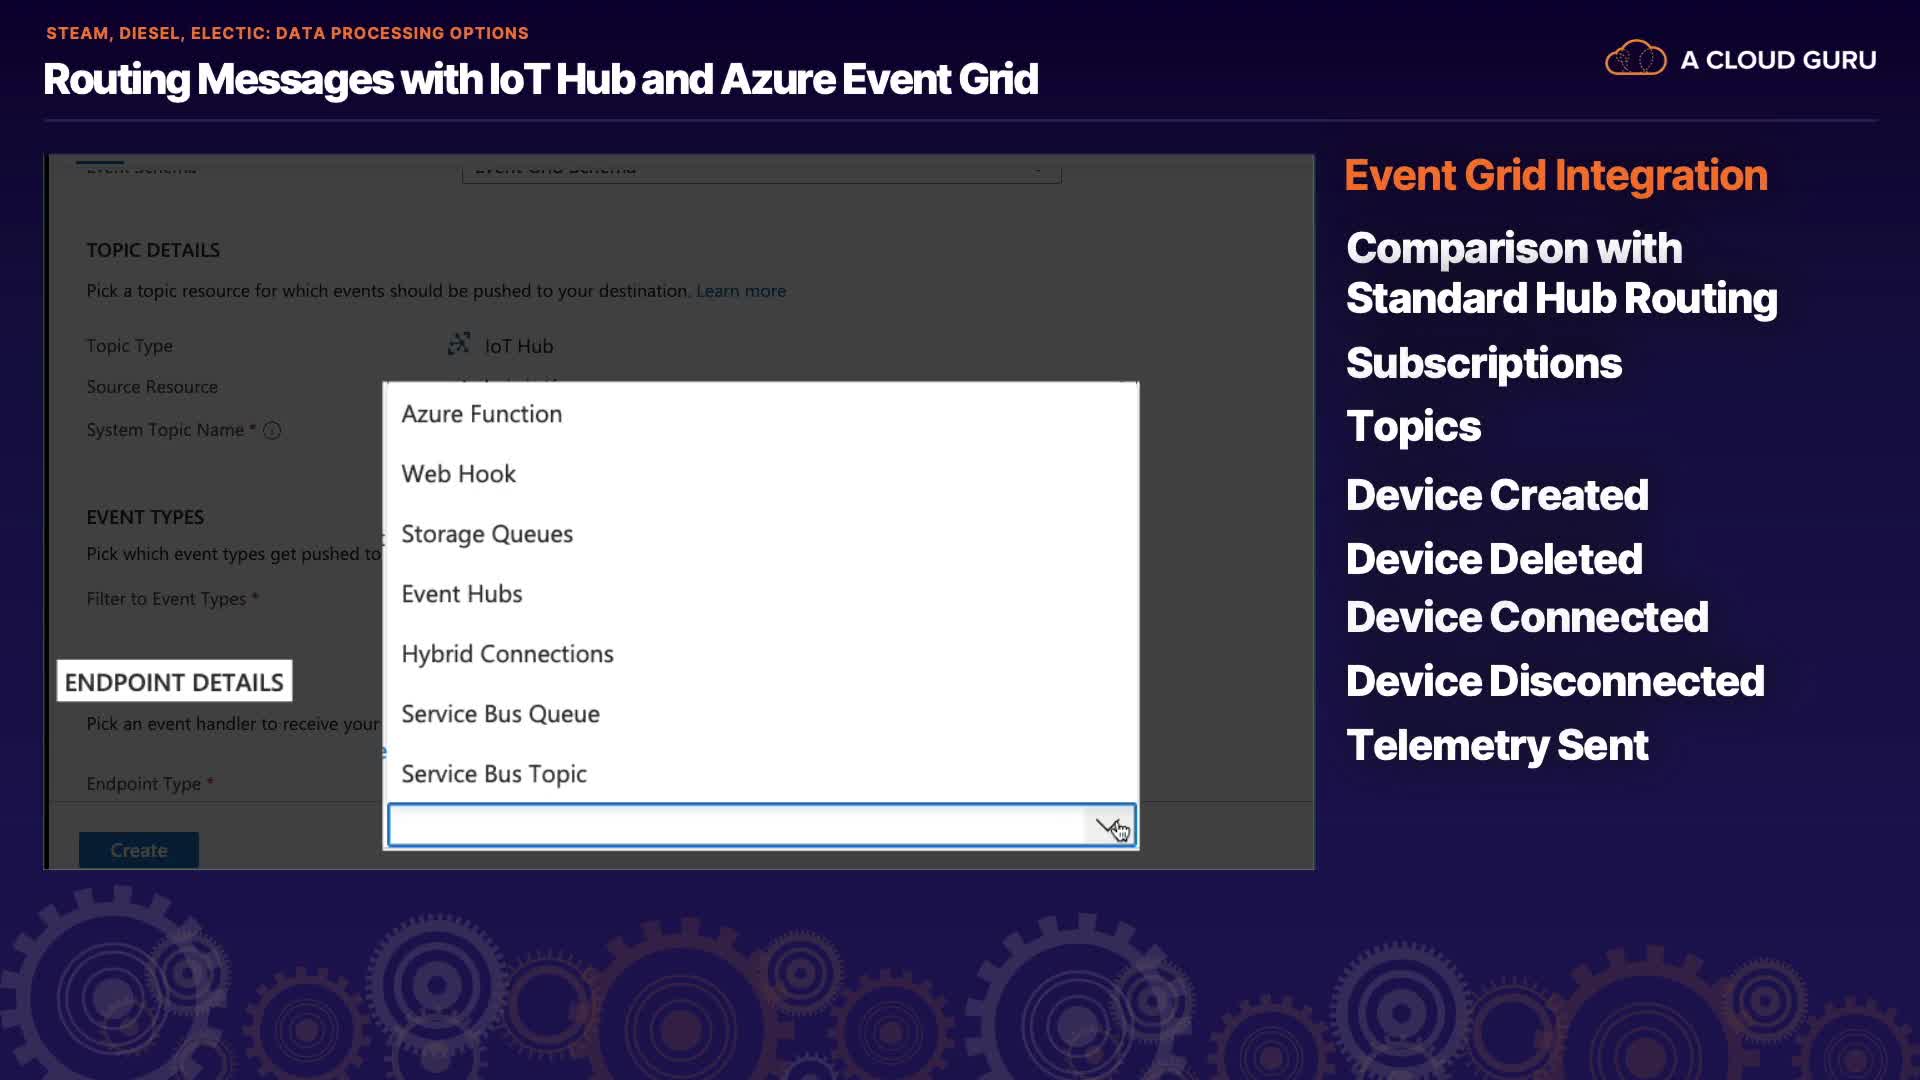 STEAM, DIESEL, ELECTIC: DATA PROCESSING OPTIONS
Routing Messages with IoT Hub and Azure Event Grid
A CLOUD GURU
Event Schema
Event Grid Schema
TOPIC DETAILS
Pick a topic resource for which events should be pushed to your destination. Learn more
Topic Type
IoT Hub
Source Resource
System Topic Name *
EVENT TYPES
Pick which event types get pushed to
Filter to Event Types *
ENDPOINT DETAILS
Pick an event handler to receive your
Endpoint Type *
Create
Azure Function
Web Hook
Storage Queues
Event Hubs
Hybrid Connections
Service Bus Queue
Service Bus Topic
Event Grid Integration
Comparison with
Standard Hub Routing
Subscriptions
Topics
Device Created
Device Deleted
Device Connected
Device Disconnected
Telemetry Sent